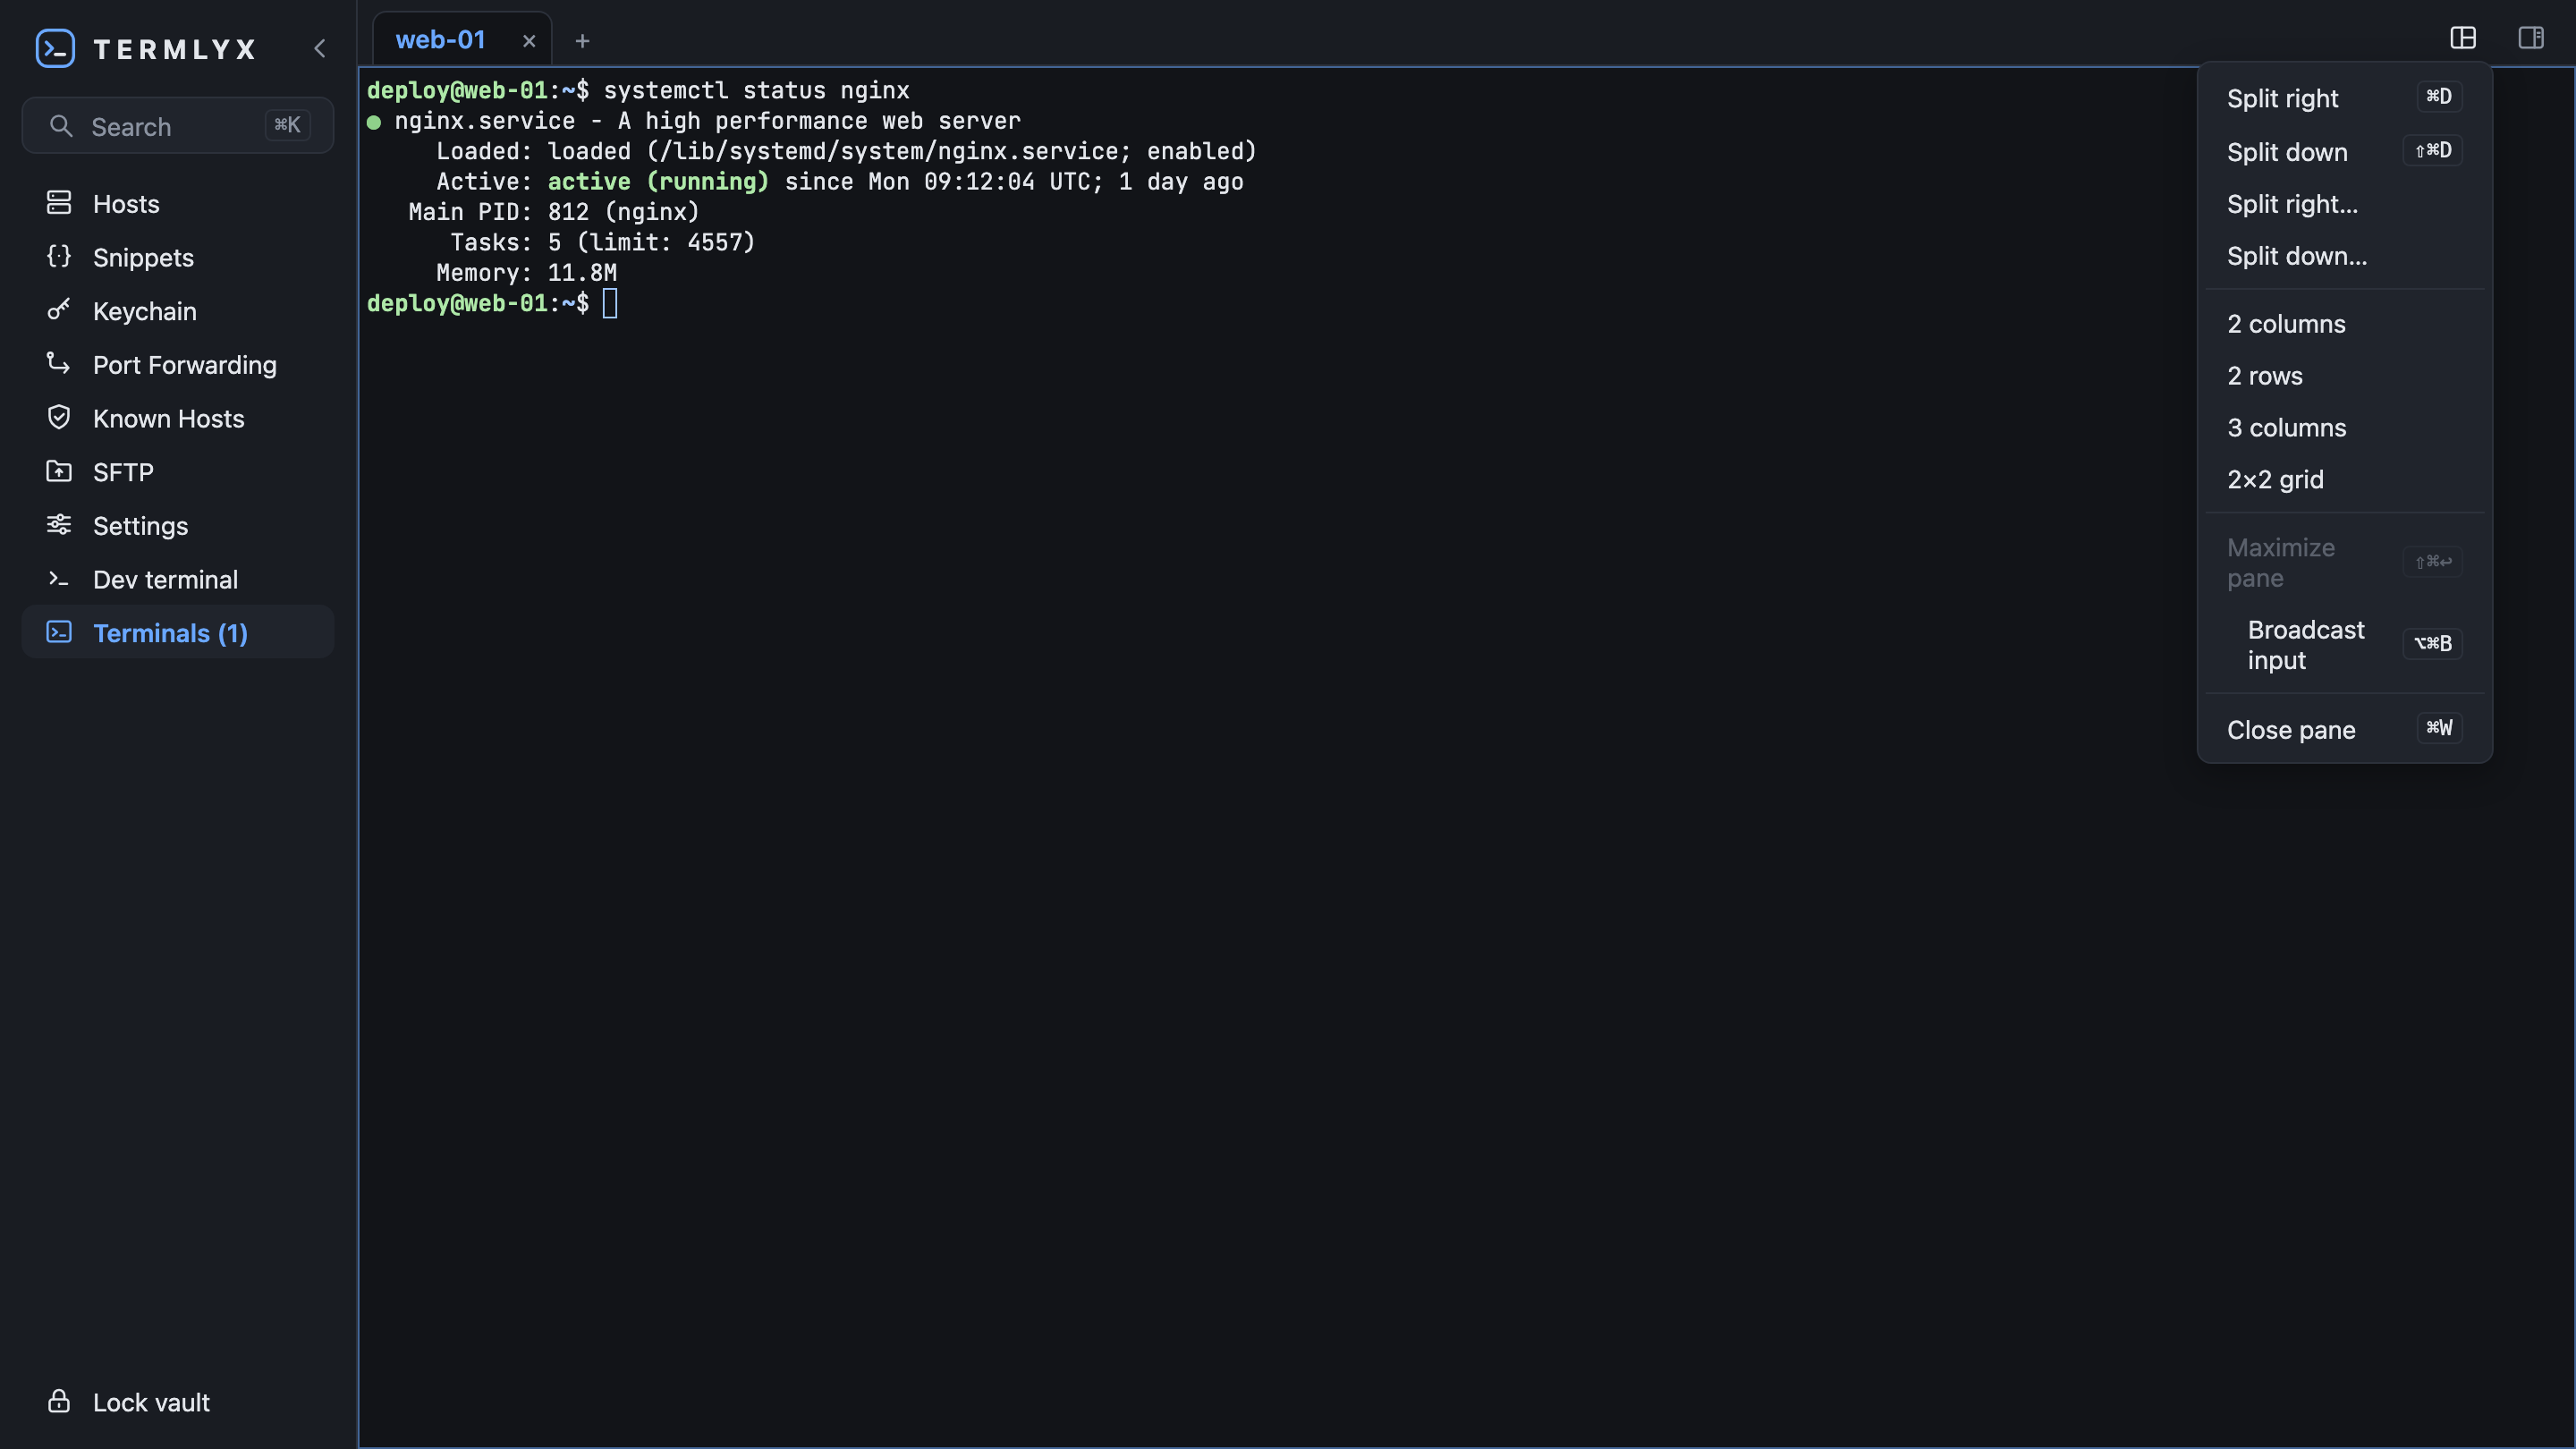 TERMLYX
Search ⌘K
Hosts
Snippets
Keychain
Port Forwarding
Known Hosts
SFTP
Settings
Dev terminal
Terminals (1)
Lock vault
web-01 × +
deploy@web-01:~$ systemctl status nginx
● nginx.service - A high performance web server
Loaded: loaded (/lib/systemd/system/nginx.service; enabled)
Active: active (running) since Mon 09:12:04 UTC; 1 day ago
Main PID: 812 (nginx)
Tasks: 5 (limit: 4557)
Memory: 11.8M
deploy@web-01:~$
Split right ⌘D
Split down ⇧⌘D
Split right...
Split down...
2 columns
2 rows
3 columns
2×2 grid
Maximize
pane ⇧⌘↩
Broadcast
input ⌥⌘B
Close pane ⌘W